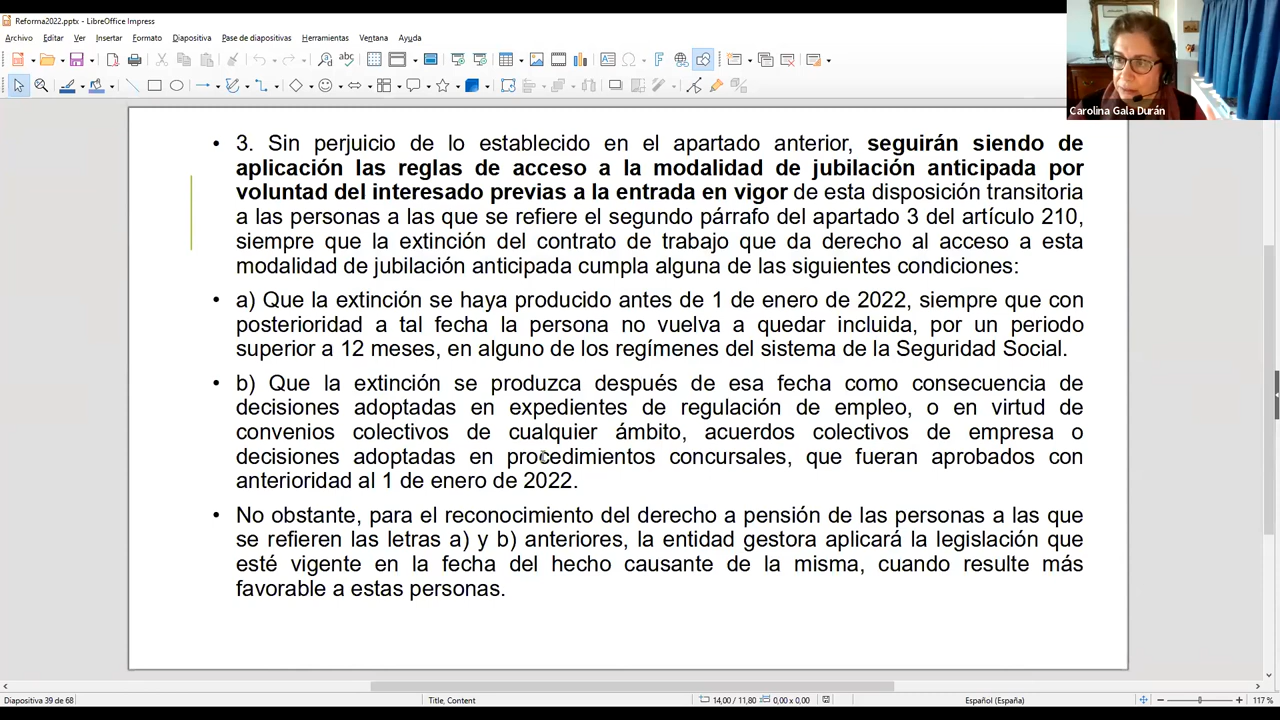 Reforma2022.pptx - LibreOffice Impress
Archivo Editar Ver Insertar Formato Diapositiva Pase de diapositivas Herramientas Ventana Ayuda
Carolina Gala Durán
• 3. Sin perjuicio de lo establecido en el apartado anterior, seguirán siendo de
aplicación las reglas de acceso a la modalidad de jubilación anticipada por
voluntad del interesado previas a la entrada en vigor de esta disposición transitoria
a las personas a las que se refiere el segundo párrafo del apartado 3 del artículo 210,
siempre que la extinción del contrato de trabajo que da derecho al acceso a esta
modalidad de jubilación anticipada cumpla alguna de las siguientes condiciones:
• a) Que la extinción se haya producido antes de 1 de enero de 2022, siempre que con
posterioridad a tal fecha la persona no vuelva a quedar incluida, por un periodo
superior a 12 meses, en alguno de los regímenes del sistema de la Seguridad Social.
• b) Que la extinción se produzca después de esa fecha como consecuencia de
decisiones adoptadas en expedientes de regulación de empleo, o en virtud de
convenios colectivos de cualquier ámbito, acuerdos colectivos de empresa o
decisiones adoptadas en procedimientos concursales, que fueran aprobados con
anterioridad al 1 de enero de 2022.
• No obstante, para el reconocimiento del derecho a pensión de las personas a las que
se refieren las letras a) y b) anteriores, la entidad gestora aplicará la legislación que
esté vigente en la fecha del hecho causante de la misma, cuando resulte más
favorable a estas personas.
Diapositiva 39 de 68 Title, Content 14,00 / 11,80 0,00 x 0,00 Español (España) 117 %